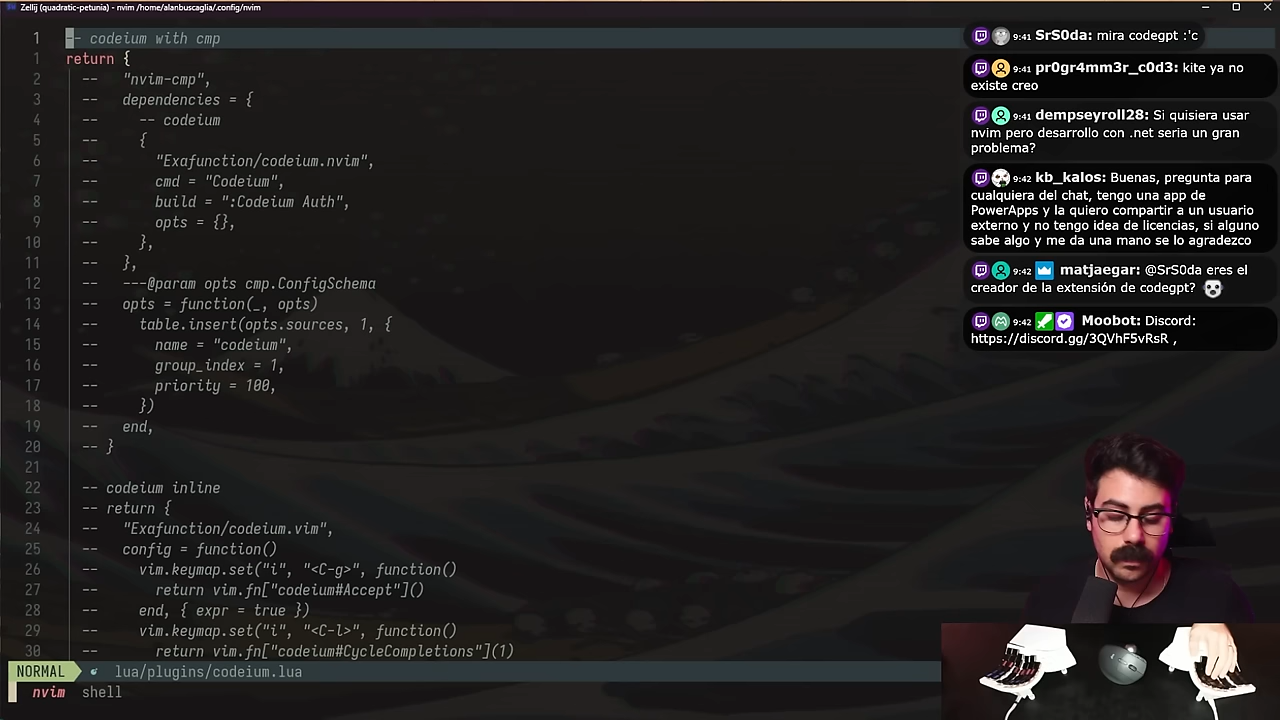 Zellij (quadratic-petunia) - nvim /home/alanbuscaglia/.config/nvim
1 -- codeium with cmp
1 return {
2 -- "nvim-cmp",
3 -- dependencies = {
4 -- -- codeium
5 -- {
6 -- "Exafunction/codeium.nvim",
7 -- cmd = "Codeium",
8 -- build = ":Codeium Auth",
9 -- opts = {},
10 -- },
11 -- },
12 -- ---@param opts cmp.ConfigSchema
13 -- opts = function(_, opts)
14 -- table.insert(opts.sources, 1, {
15 -- name = "codeium",
16 -- group_index = 1,
17 -- priority = 100,
18 -- })
19 -- end,
20 -- }
21
22 -- codeium inline
23 -- return {
24 -- "Exafunction/codeium.vim",
25 -- config = function()
26 -- vim.keymap.set("i", "<C-g>", function()
27 -- return vim.fn["codeium#Accept"]()
28 -- end, { expr = true })
29 -- vim.keymap.set("i", "<C-l>", function()
30 -- return vim.fn["codeium#CycleCompletions"](1)
NORMAL lua/plugins/codeium.lua
nvim shell
9:41 SrS0da: mira codegpt :'c
9:41 pr0gr4mm3r_c0d3: kite ya no
existe creo
9:41 dempseyroll28: Si quisiera usar
nvim pero desarrollo con .net seria un gran
problema?
9:42 kb_kalos: Buenas, pregunta para
cualquiera del chat, tengo una app de
PowerApps y la quiero compartir a un usuario
externo y no tengo idea de licencias, si alguno
sabe algo y me da una mano se lo agradezco
9:42 matjaegar: @SrS0da eres el
creador de la extensión de codegpt?
9:42 Moobot: Discord:
https://discord.gg/3QVhF5vRsR ,